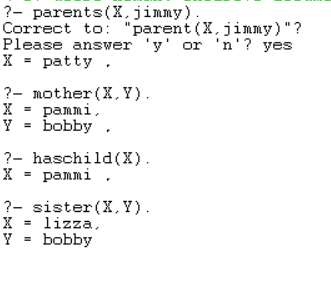 ?- parents(X,jimmy).
Correct to: "parent(X,jimmy)"?
Please answer 'y' or 'n'? yes
X = patty ,
?- mother(X,Y).
X = pammi,
Y = bobby ,
?- haschild(X).
X = pammi ,
?- sister(X,Y).
X = lizza,
Y = bobby